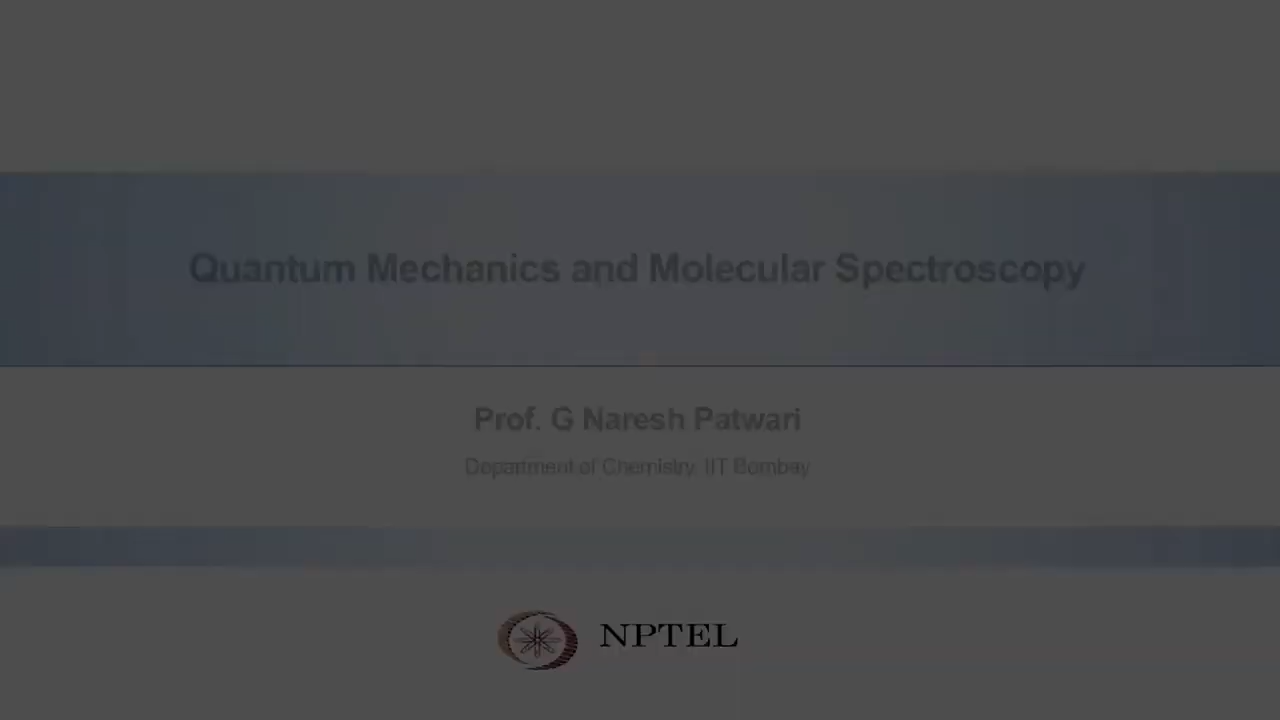 Quantum Mechanics and Molecular Spectroscopy
Prof. G Naresh Patwari
Department of Chemistry, IIT Bombay
NPTEL